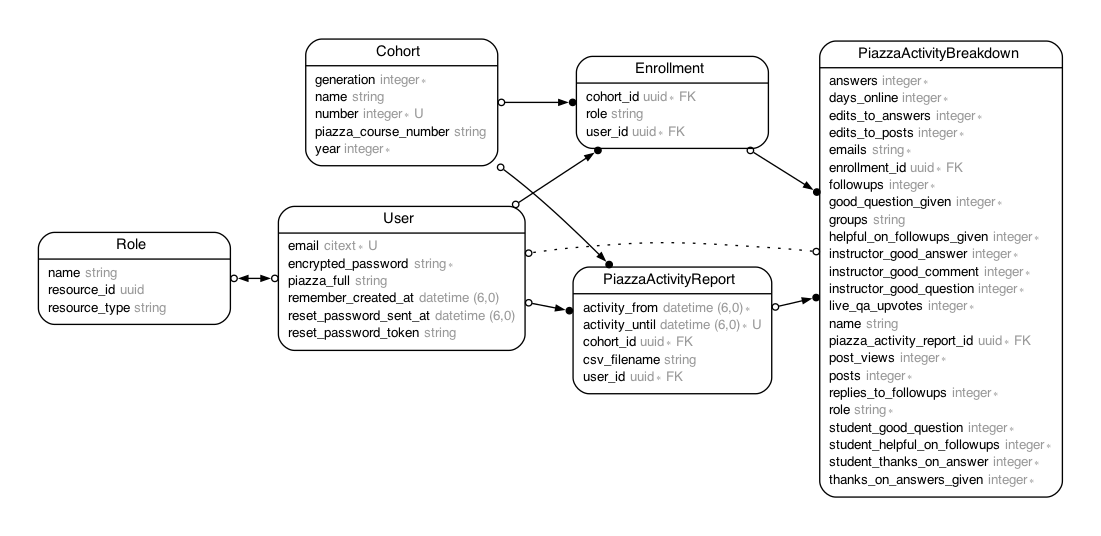 Cohort
generation integer*
name string
number integer* U
piazza_course_number string
year integer*
Enrollment
cohort_id uuid* FK
role string
user_id uuid* FK
PiazzaActivityBreakdown
answers integer*
days_online integer*
edits_to_answers integer*
edits_to_posts integer*
emails string*
enrollment_id uuid* FK
followups integer*
good_question_given integer*
groups string
helpful_on_followups_given integer*
instructor_good_answer integer*
instructor_good_comment integer*
instructor_good_question integer*
live_qa_upvotes integer*
name string
piazza_activity_report_id uuid* FK
post_views integer*
posts integer*
replies_to_followups integer*
role string*
student_good_question integer*
student_helpful_on_followups integer*
student_thanks_on_answer integer*
thanks_on_answers_given integer*
Role
name string
resource_id uuid
resource_type string
User
email citext* U
encrypted_password string*
piazza_full string
remember_created_at datetime (6,0)
reset_password_sent_at datetime (6,0)
reset_password_token string
PiazzaActivityReport
activity_from datetime (6,0)*
activity_until datetime (6,0)* U
cohort_id uuid* FK
csv_filename string
user_id uuid* FK